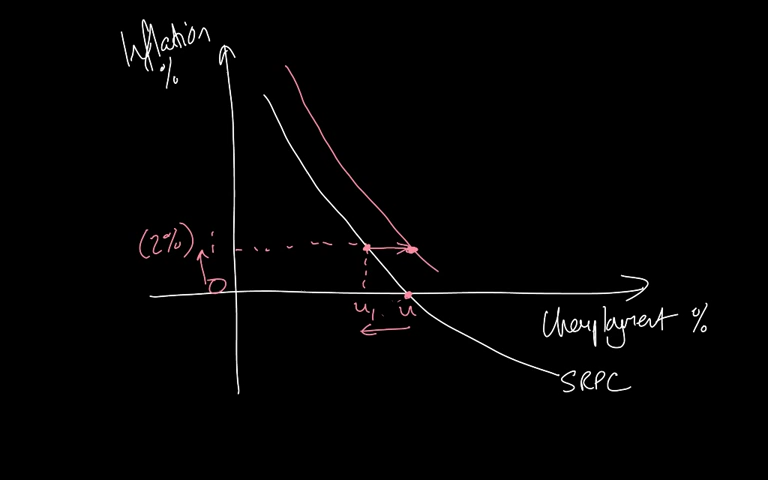 Inflation
%
(2%) i
0
u₁ u
Unemployment %
SRPC